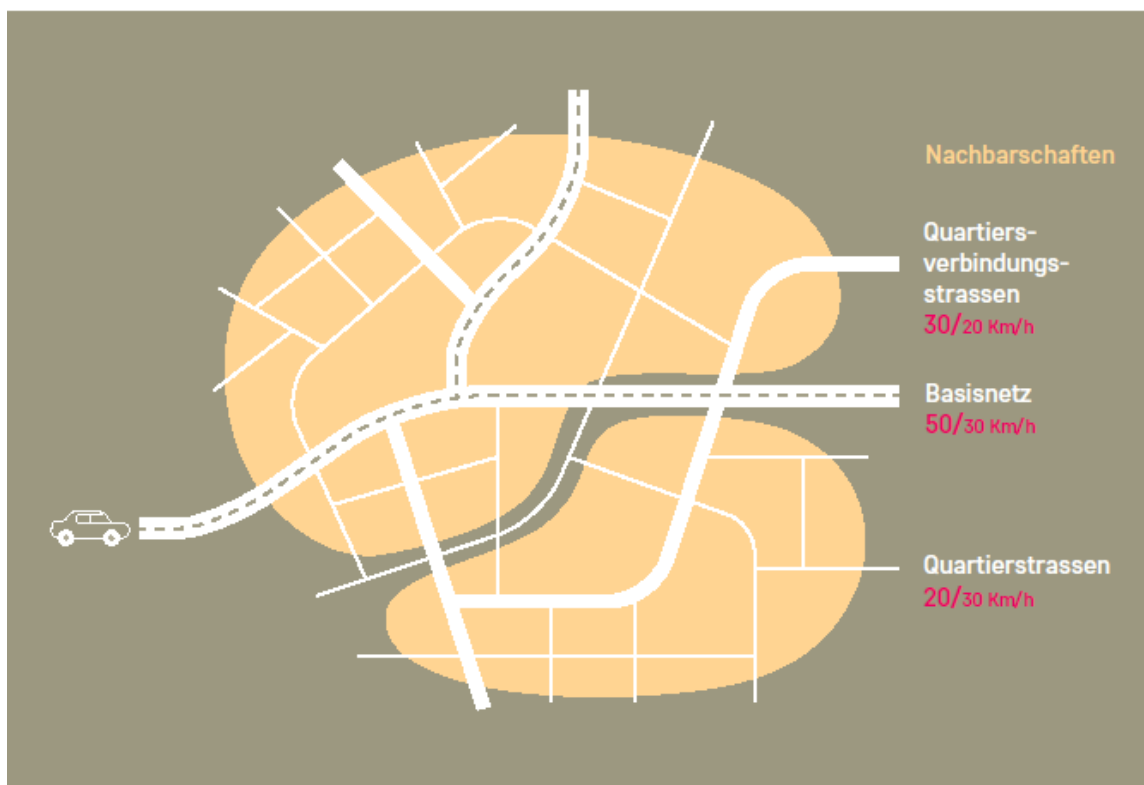 Nachbarschaften
Quartiers-
verbindungs-
strassen
30/20 Km/h
Basisnetz
50/30 Km/h
Quartierstrassen
20/30 Km/h